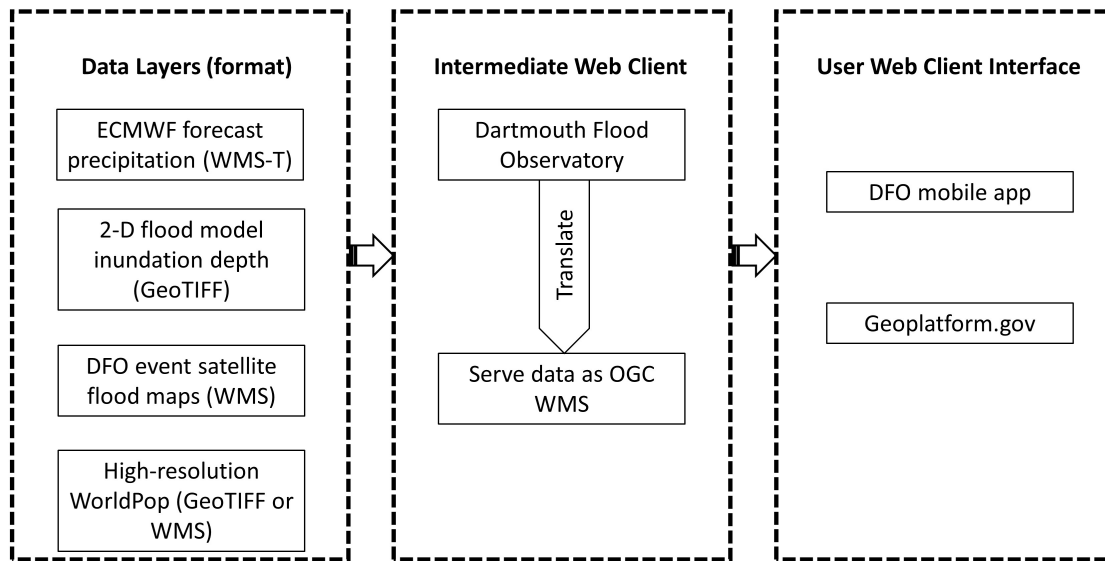 Data Layers (format)
ECMWF forecast
precipitation (WMS-T)
2-D flood model
inundation depth
(GeoTIFF)
DFO event satellite
flood maps (WMS)
High-resolution
WorldPop (GeoTIFF or
WMS)
Intermediate Web Client
Dartmouth Flood
Observatory
Translate
Serve data as OGC
WMS
User Web Client Interface
DFO mobile app
Geoplatform.gov